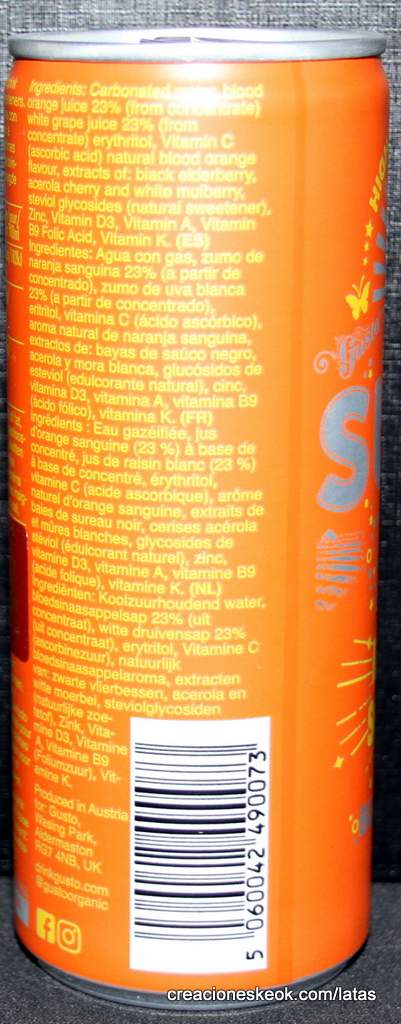 Ingredients: Carbonated water, blood
orange juice 23% (from concentrate)
white grape juice 23% (from
concentrate) erythritol, Vitamin C
(ascorbic acid) natural blood orange
flavour, extracts of: black elderberry,
acerola cherry and white mulberry,
steviol glycosides (natural sweetener),
Zinc, Vitamin D3, Vitamin A, Vitamin
B9 Folic Acid, Vitamin K. (ES)
Ingredientes: Agua con gas, zumo de
naranja sanguina 23% (a partir de
concentrado), zumo de uva blanca
23% (a partir de concentrado),
eritritol, vitamina C (ácido ascórbico),
aroma natural de naranja sanguina,
extractos de: bayas de saúco negro,
acerola y mora blanca, glucósidos de
esteviol (edulcorante natural), cinc,
vitamina D3, vitamina A, vitamina B9
(ácido fólico), vitamina K. (FR)
Ingrédients : Eau gazéifiée, jus
d'orange sanguine (23 %) à base de
concentré, jus de raisin blanc (23 %)
à base de concentré, érythritol,
vitamine C (acide ascorbique), arôme
naturel d'orange sanguine, extraits de
baies de sureau noir, cerises acérola
et mûres blanches, glycosides de
stéviol (édulcorant naturel), zinc,
vitamine D3, vitamine A, vitamine B9
(acide folique), vitamine K. (NL)
Ingrediënten: Koolzuurhoudend water,
bloedsinaasappelsap 23% (uit
concentraat), witte druivensap 23%
(uit concentraat), erytritol, Vitamine C
(ascorbinezuur), natuurlijk
bloedsinaasappelaroma, extracten
van: zwarte vlierbessen, acerola en
witte moerbei, steviolglycosiden
(natuurlijke zoe-
tstof), Zink, Vita-
mine D3, Vitamine
A, Vitamine B9
(Foliumzuur), Vit-
amine K.
Produced in Austria
for: Gusto,
Wasing Park,
Aldermaston
RG7 4NB, UK
drinkgusto.com
@gustoorganic
5 060042 490073
Gusto
creacioneskeok.com/latas